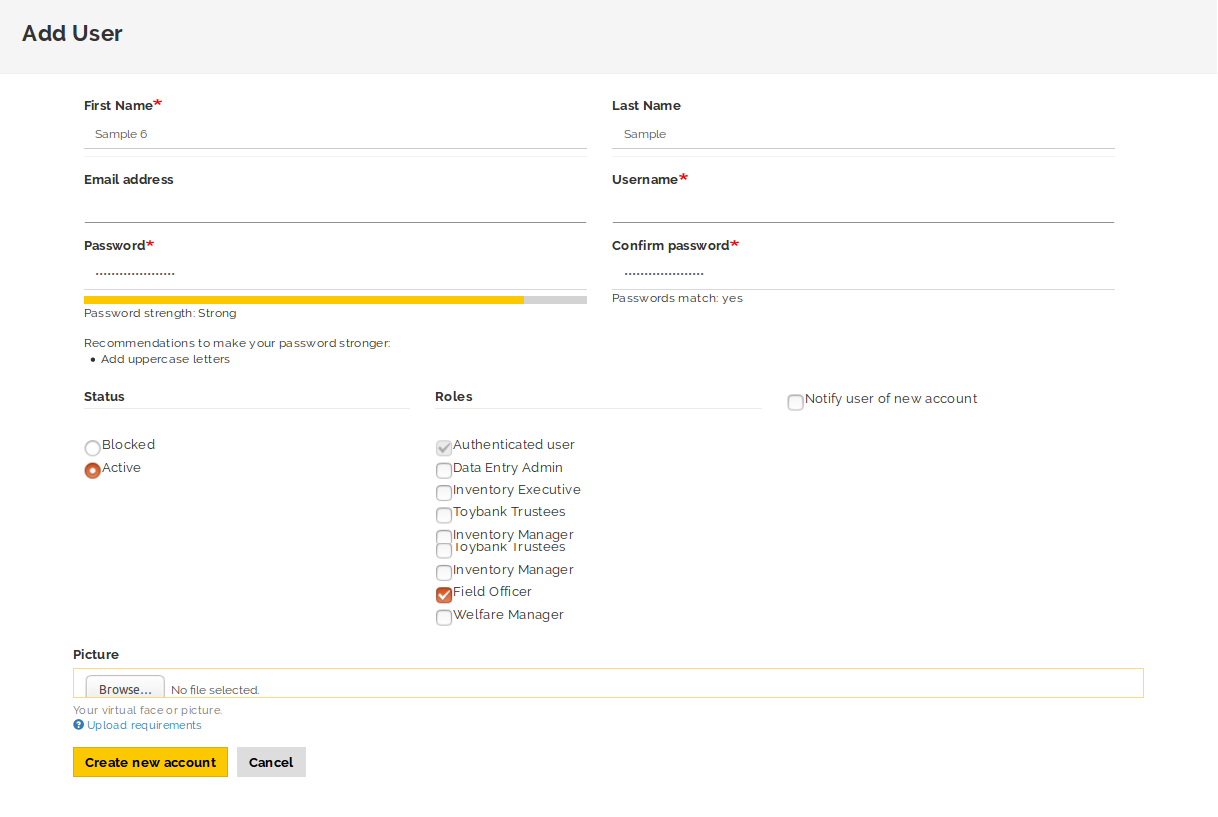 Add User
First Name* Last Name
Sample 6 Sample
Email address Username*
Password* Confirm password*
•••••••••••••••••••• ••••••••••••••••••••
Passwords match: yes
Password strength: Strong
Recommendations to make your password stronger:
• Add uppercase letters
Status Roles Notify user of new account
Blocked Authenticated user
Active Data Entry Admin
Inventory Executive
Toybank Trustees
Inventory Manager
Toybank Trustees
Inventory Manager
Field Officer
Welfare Manager
Picture
Browse... No file selected.
Your virtual face or picture.
? Upload requirements
Create new account Cancel